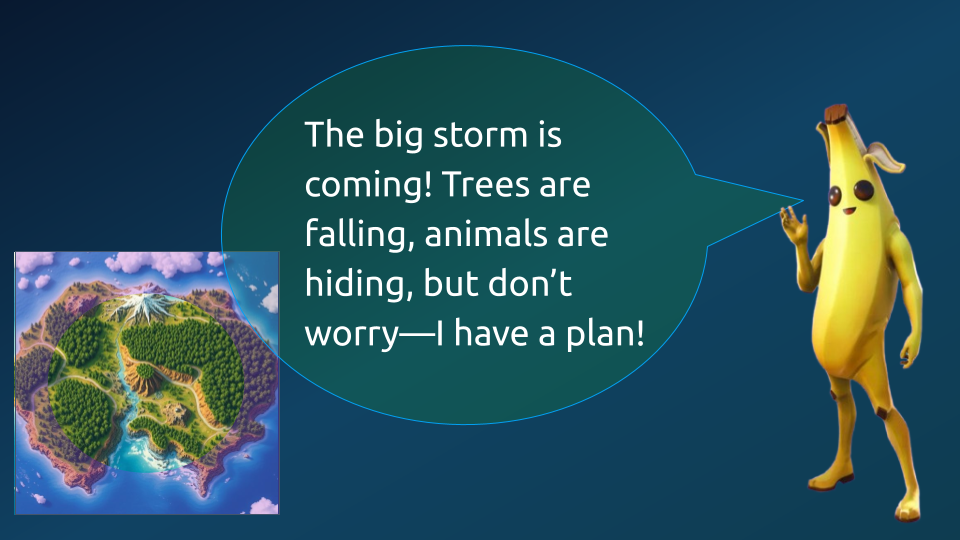 The big storm is
coming! Trees are
falling, animals are
hiding, but don’t
worry—I have a plan!